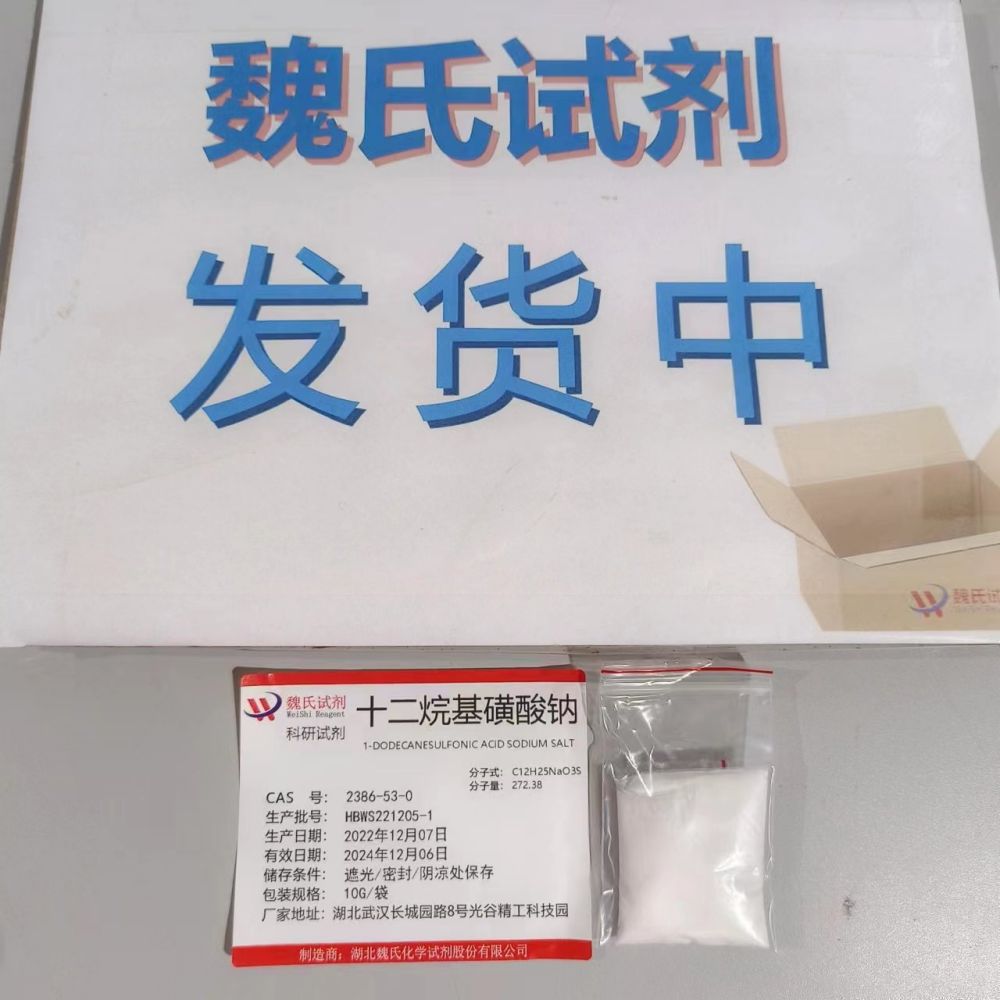 魏氏试剂
发货中
魏氏试
魏氏试剂
WeiShi Reagent
科研试剂
十二烷基磺酸钠
1-DODECANESULFONIC ACID SODIUM SALT
分子式: C12H25NaO3S
分子量: 272.38
CAS 号: 2386-53-0
生产批号: HBWS221205-1
生产日期: 2022年12月07日
有效日期: 2024年12月06日
储存条件: 遮光/密封/阴凉处保存
包装规格: 10G/袋
厂家地址: 湖北武汉长城园路8号光谷精工科技园
制造商: 湖北魏氏化学试剂股份有限公司